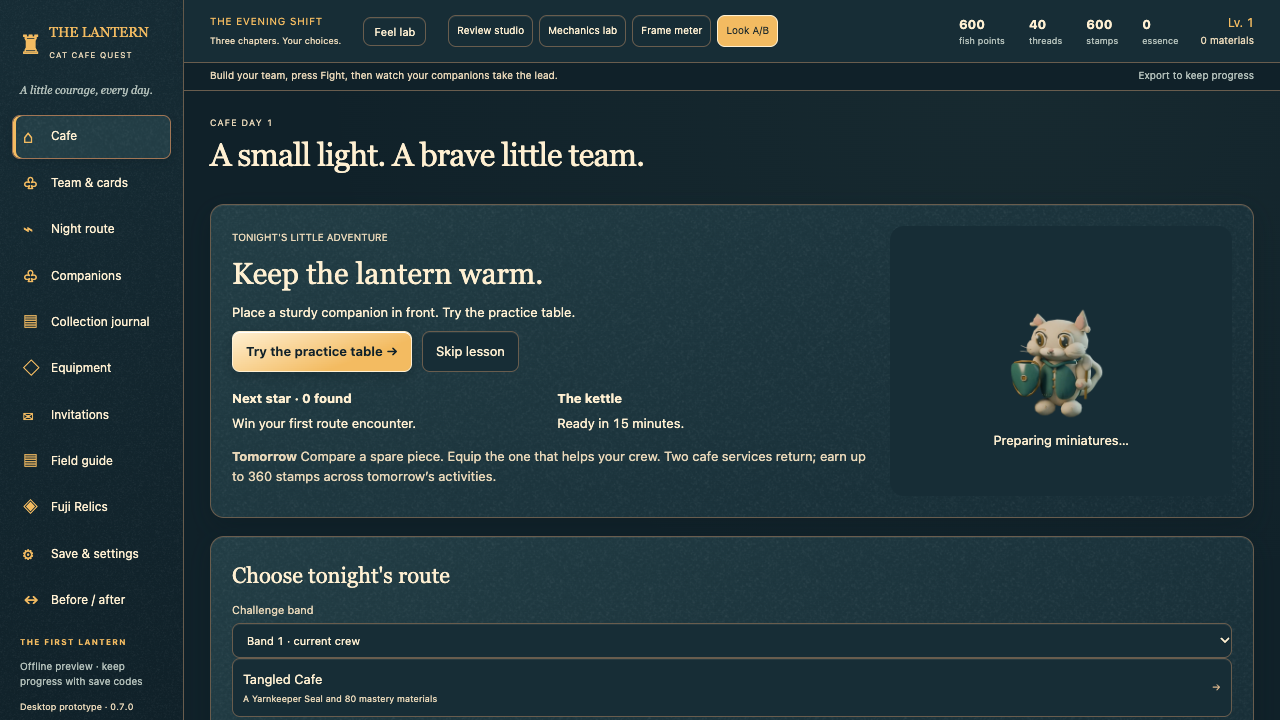 THE LANTERN
CAT CAFE QUEST
A little courage, every day.
Cafe
Team & cards
Night route
Companions
Collection journal
Equipment
Invitations
Field guide
Fuji Relics
Save & settings
Before / after
THE FIRST LANTERN
Offline preview · keep
progress with save codes
Desktop prototype · 0.7.0
THE EVENING SHIFT
Three chapters. Your choices.
Feel lab
Review studio
Mechanics lab
Frame meter
Look A/B
600
fish points
40
threads
600
stamps
0
essence
Lv. 1
0 materials
Build your team, press Fight, then watch your companions take the lead.
Export to keep progress
CAFE DAY 1
A small light. A brave little team.
TONIGHT'S LITTLE ADVENTURE
Keep the lantern warm.
Place a sturdy companion in front. Try the practice table.
Try the practice table →
Skip lesson
Next star · 0 found
Win your first route encounter.
The kettle
Ready in 15 minutes.
Tomorrow Compare a spare piece. Equip the one that helps your crew. Two cafe services return; earn up
to 360 stamps across tomorrow’s activities.
Preparing miniatures…
Choose tonight's route
Challenge band
Band 1 · current crew
Tangled Cafe
A Yarnkeeper Seal and 80 mastery materials
→